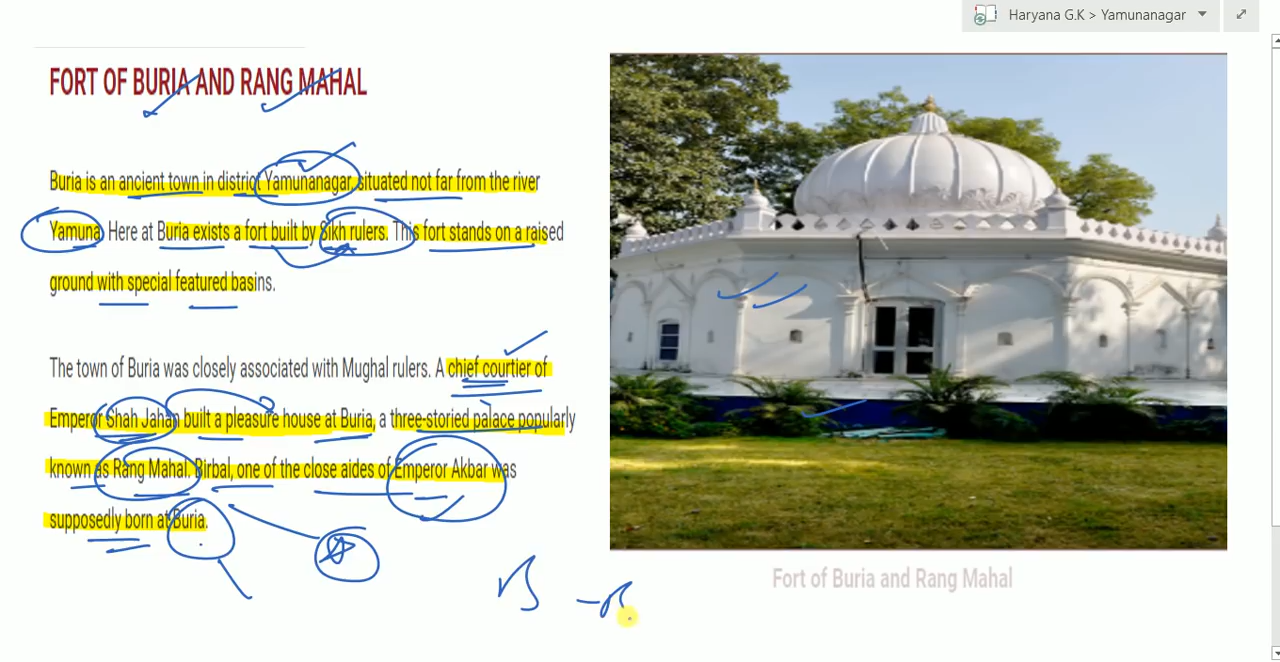 Haryana G.K > Yamunanagar
FORT OF BURIA AND RANG MAHAL
Buria is an ancient town in district Yamunanagar, situated not far from the river
Yamuna. Here at Buria exists a fort built by Sikh rulers. This fort stands on a raised
ground with special featured basins.
The town of Buria was closely associated with Mughal rulers. A chief courtier of
Emperor Shah Jahan built a pleasure house at Buria, a three-storied palace popularly
known as Rang Mahal. Birbal, one of the close aides of Emperor Akbar was
supposedly born at Buria.
B - B
Fort of Buria and Rang Mahal